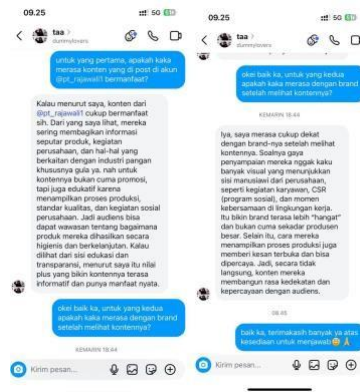 09.25
5G
taa
dummylovers
untuk yang pertama, apakah kaka
merasa konten yang di post di akun
@pt_rajawali1 bermanfaat?
Kalau menurut saya, konten dari
@pt_rajawali1 cukup bermanfaat
sih. Dari yang saya lihat, mereka
sering membagikan informasi
seputar produk, kegiatan
perusahaan, dan hal-hal yang
berkaitan dengan industri pangan
khususnya gula ya. nah untuk
kontennya bukan cuma promosi,
tapi juga edukatif karena
menampilkan proses produksi,
standar kualitas, dan kegiatan sosial
perusahaan. Jadi audiens bisa
dapat wawasan tentang bagaimana
produk mereka dihasilkan secara
higienis dan berkelanjutan. Kalau
dilihat dari sisi edukasi dan
transparansi, menurut saya itu nilai
plus yang bikin kontennya terasa
informatif dan punya manfaat nyata.
okei baik ka, untuk yang kedua
apakah kaka merasa dengan brand
setelah melihat kontennya?
KEMARIN 18.44
Kirim pesan...
09.25
5G
taa
dummylovers
okei baik ka, untuk yang kedua
apakah kaka merasa dengan brand
setelah melihat kontennya?
KEMARIN 18.44
Iya, saya merasa cukup dekat
dengan brand-nya setelah melihat
kontennya. Soalnya gaya
penyampaian mereka nggak kaku
banyak visual yang menunjukkan
sisi manusiawi dari perusahaan,
seperti kegiatan karyawan, CSR
(program sosial), dan momen
kebersamaan di lingkungan kerja.
Itu bikin brand terasa lebih "hangat"
dan bukan cuma sekadar produsen
besar. Selain itu, cara mereka
menampilkan proses produksi juga
memberi kesan terbuka dan bisa
dipercaya. Jadi, secara tidak
langsung, konten mereka
membangun rasa kedekatan dan
kepercayaan dengan audiens.
baik ka, terimakasih banyak ya atas
kesediaan untuk menjawab😄🙏
Kirim pesan...